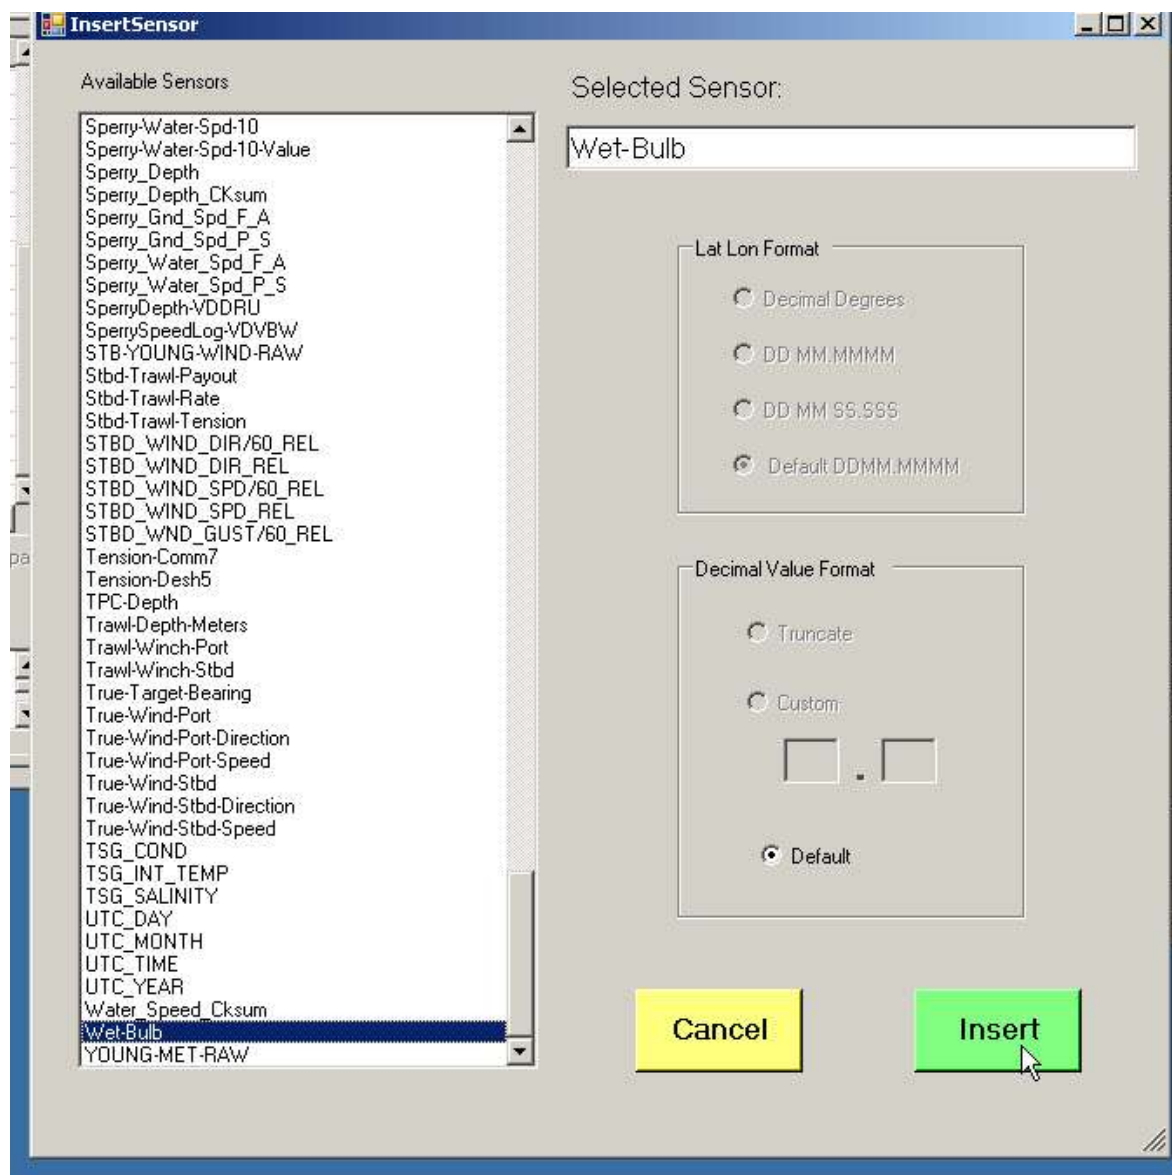 InsertSensor
Available Sensors
Sperry-Water-Spd-10
Sperry-Water-Spd-10-Value
Sperry_Depth
Sperry_Depth_CKsum
Sperry_Gnd_Spd_F_A
Sperry_Gnd_Spd_P_S
Sperry_Water_Spd_F_A
Sperry_Water_Spd_P_S
SperryDepth-VDDRU
SperrySpeedLog-VDVBW
STB-YOUNG-WIND-RAW
Stbd-Trawl-Payout
Stbd-Trawl-Rate
Stbd-Trawl-Tension
STBD_WIND_DIR/60_REL
STBD_WIND_DIR_REL
STBD_WIND_SPD/60_REL
STBD_WIND_SPD_REL
STBD_WND_GUST/60_REL
Tension-Comm7
Tension-Desh5
TPC-Depth
Trawl-Depth-Meters
Trawl-Winch-Port
Trawl-Winch-Stbd
True-Target-Bearing
True-Wind-Port
True-Wind-Port-Direction
True-Wind-Port-Speed
True-Wind-Stbd
True-Wind-Stbd-Direction
True-Wind-Stbd-Speed
TSG_COND
TSG_INT_TEMP
TSG_SALINITY
UTC_DAY
UTC_MONTH
UTC_TIME
UTC_YEAR
Water_Speed_Cksum
Wet-Bulb
YOUNG-MET-RAW
Selected Sensor:
Wet-Bulb
Lat Lon Format
Decimal Degrees
DD MM.MMMM
DD MM SS.SSS
Default DDMM.MMMM
Decimal Value Format
Truncate
Custom
.
Default
Cancel
Insert